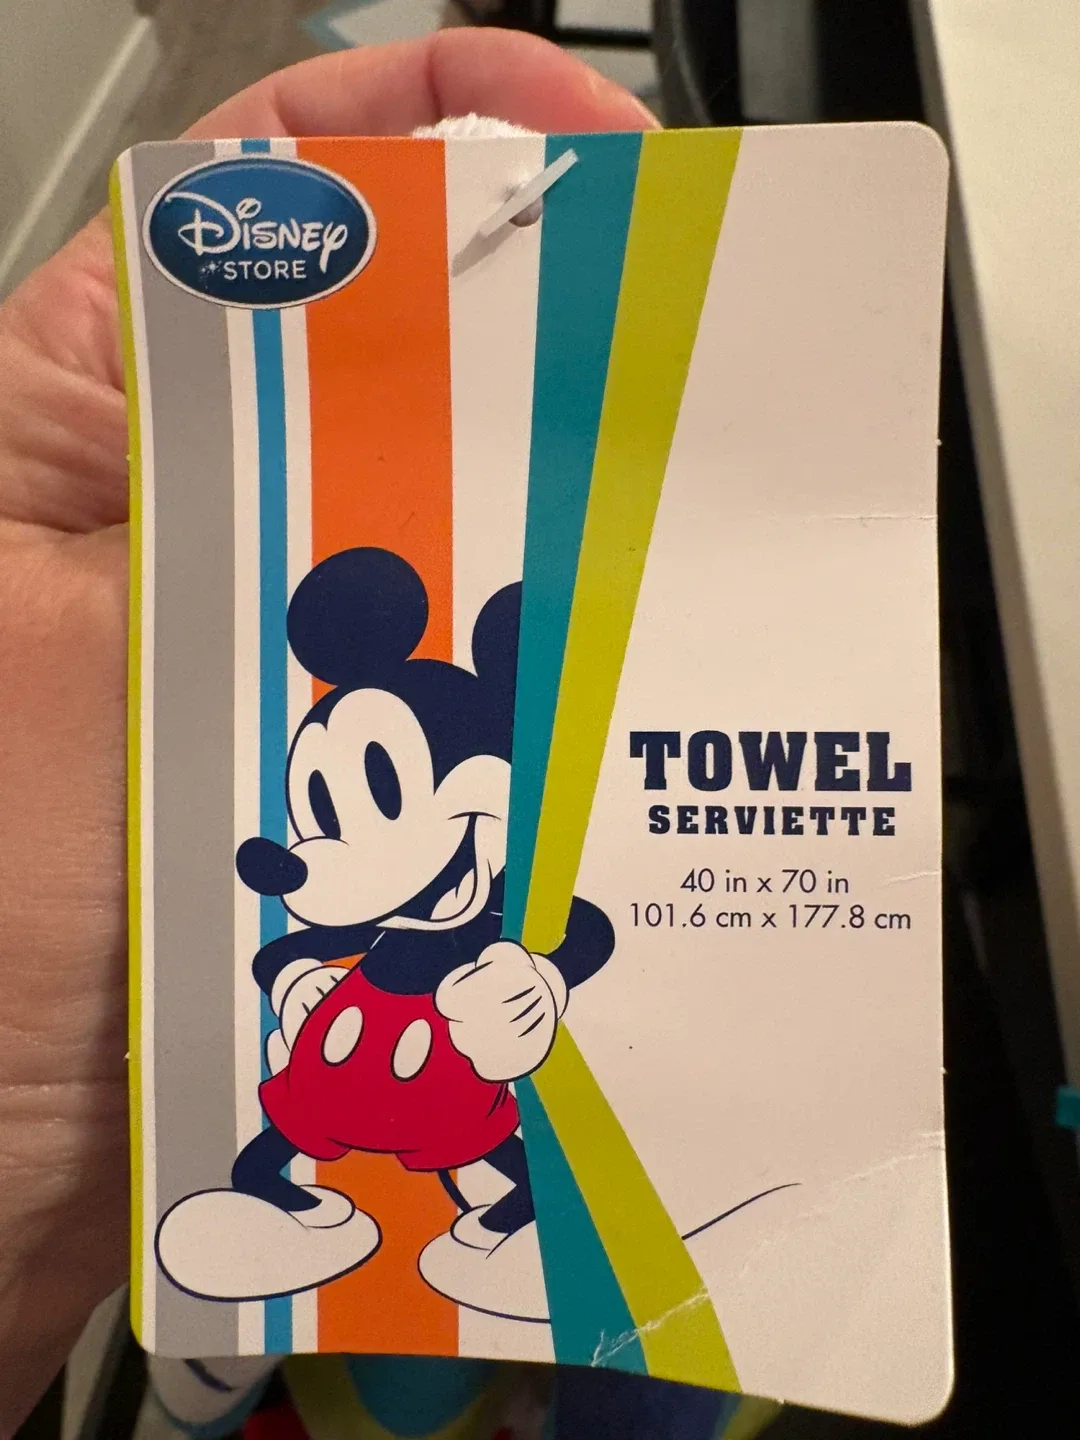 Disney
STORE
TOWEL
SERVIETTE
40 in x 70 in
101.6 cm x 177.8 cm